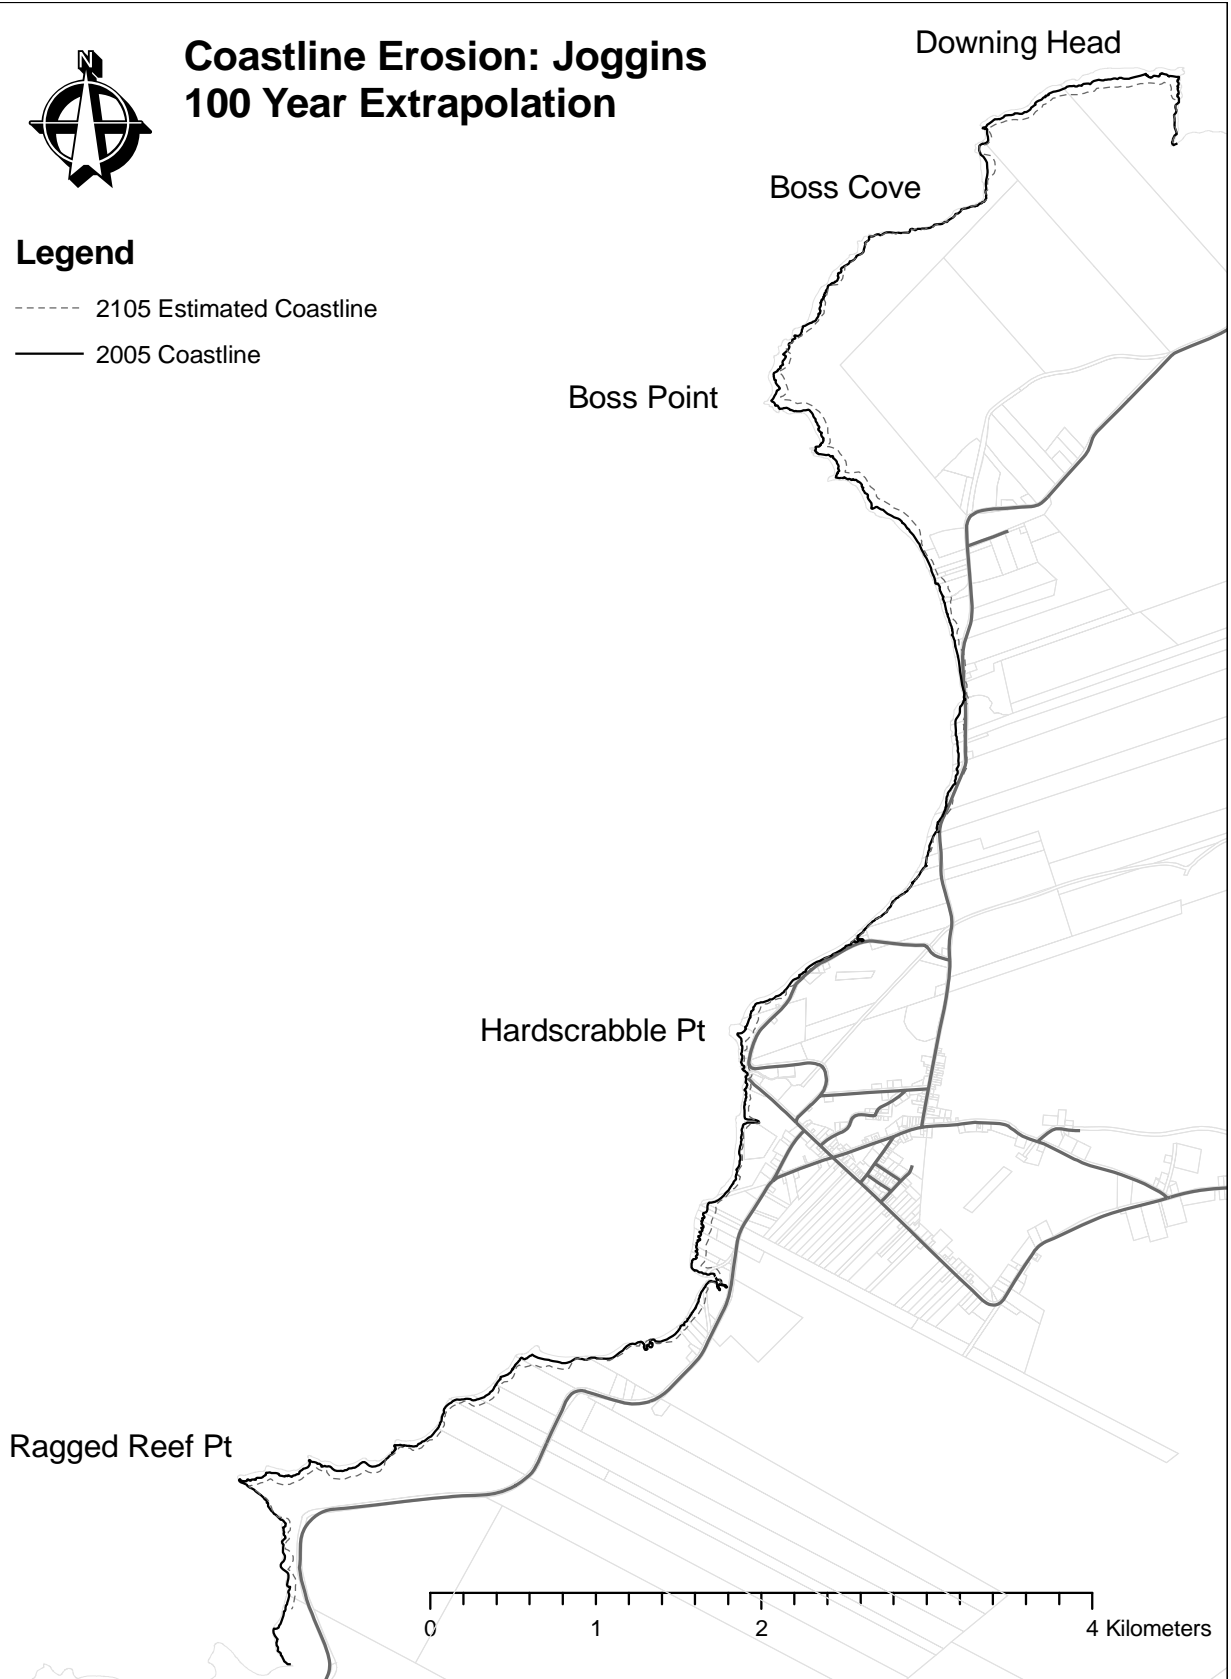 N
Coastline Erosion: Joggins
100 Year Extrapolation
Downing Head
Boss Cove
Legend
2105 Estimated Coastline
2005 Coastline
Boss Point
Hardscrabble Pt
Ragged Reef Pt
0 1 2 4 Kilometers